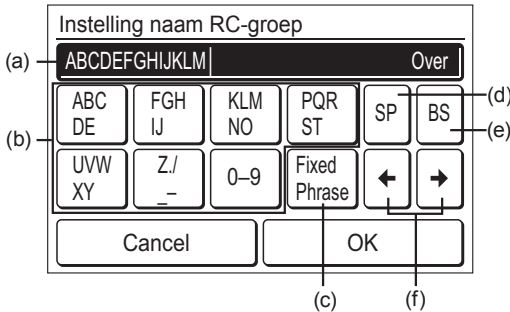 Instelling naam RC-groep
(a)
ABCDEFGHIJKLM Over
(b)
ABC
DE
FGH
IJ
KLM
NO
PQR
ST
SP
BS
(d)
(e)
UVW
XY
Z./
_–
0–9
Fixed
Phrase
Cancel
OK
(c)
(f)